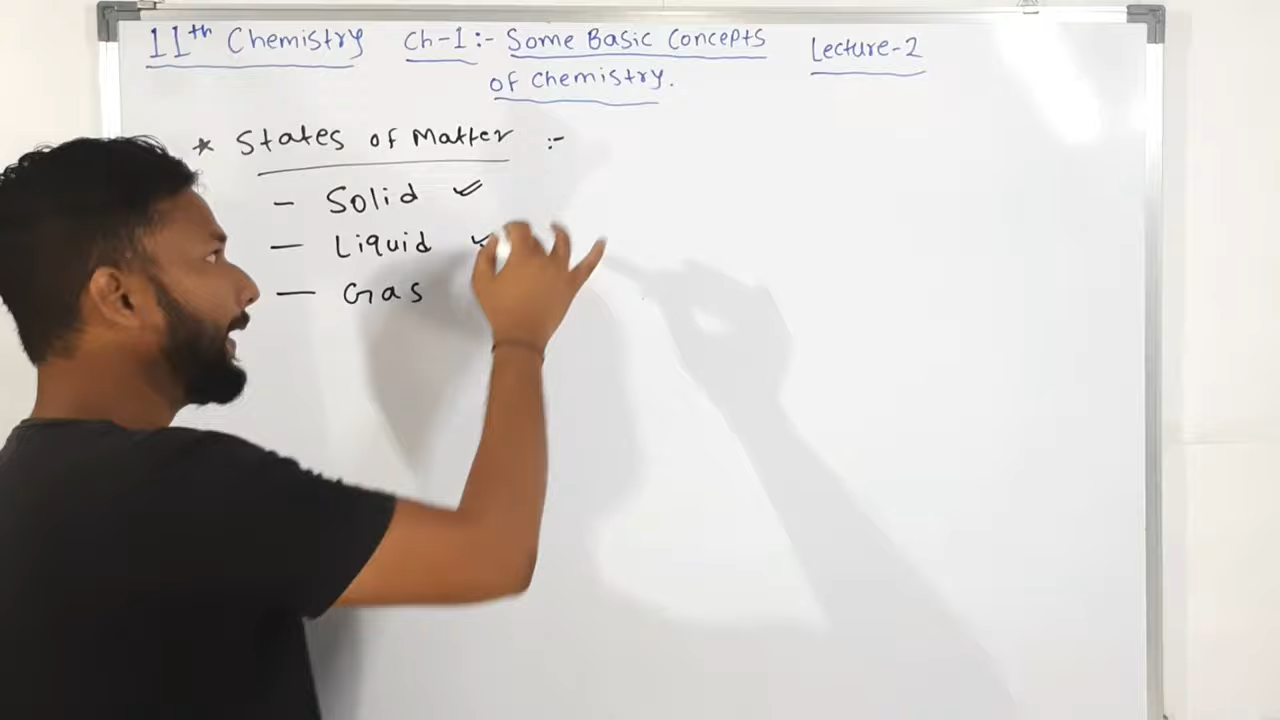 11th Chemistry Ch-1:- Some Basic Concepts Lecture-2
of Chemistry.
* States of Matter :-
- Solid ✓
- Liquid ✓
- Gas